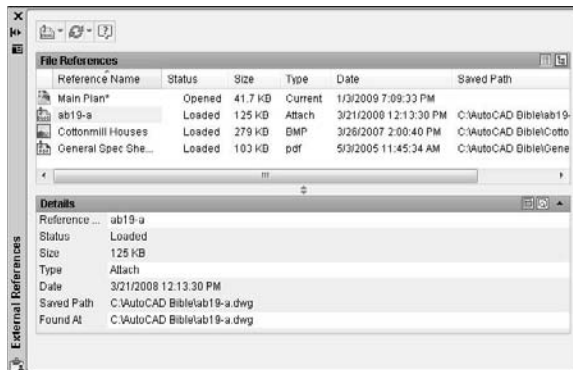 File References
Reference Name Status Size Type Date Saved Path
Main Plan* Opened 41.7 KB Current 1/3/2009 7:09:33 PM
ab19-a Loaded 125 KB Attach 3/21/2008 12:13:30 PM C:\AutoCAD Bible\ab19-
Cottonmill Houses Loaded 279 KB BMP 3/26/2007 2:00:40 PM C:\AutoCAD Bible\Cotto
General Spec She... Loaded 103 KB pdf 5/3/2005 11:45:34 AM C:\AutoCAD Bible\Gene
Details
Reference ... ab19-a
Status Loaded
Size 125 KB
Type Attach
Date 3/21/2008 12:13:30 PM
Saved Path C:\AutoCAD Bible\ab19-a.dwg
Found At C:\AutoCAD Bible\ab19-a.dwg
External References